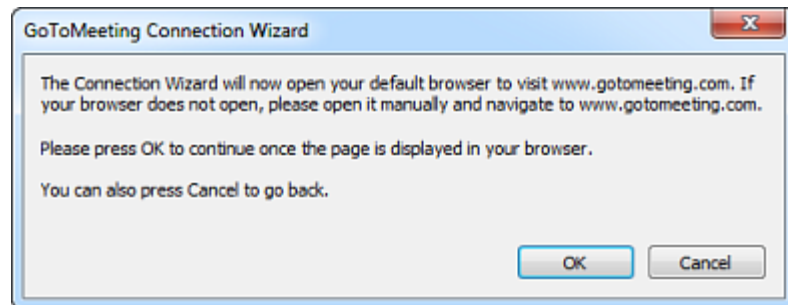 GoToMeeting Connection Wizard
The Connection Wizard will now open your default browser to visit www.gotomeeting.com. If
your browser does not open, please open it manually and navigate to www.gotomeeting.com.
Please press OK to continue once the page is displayed in your browser.
You can also press Cancel to go back.
OK
Cancel